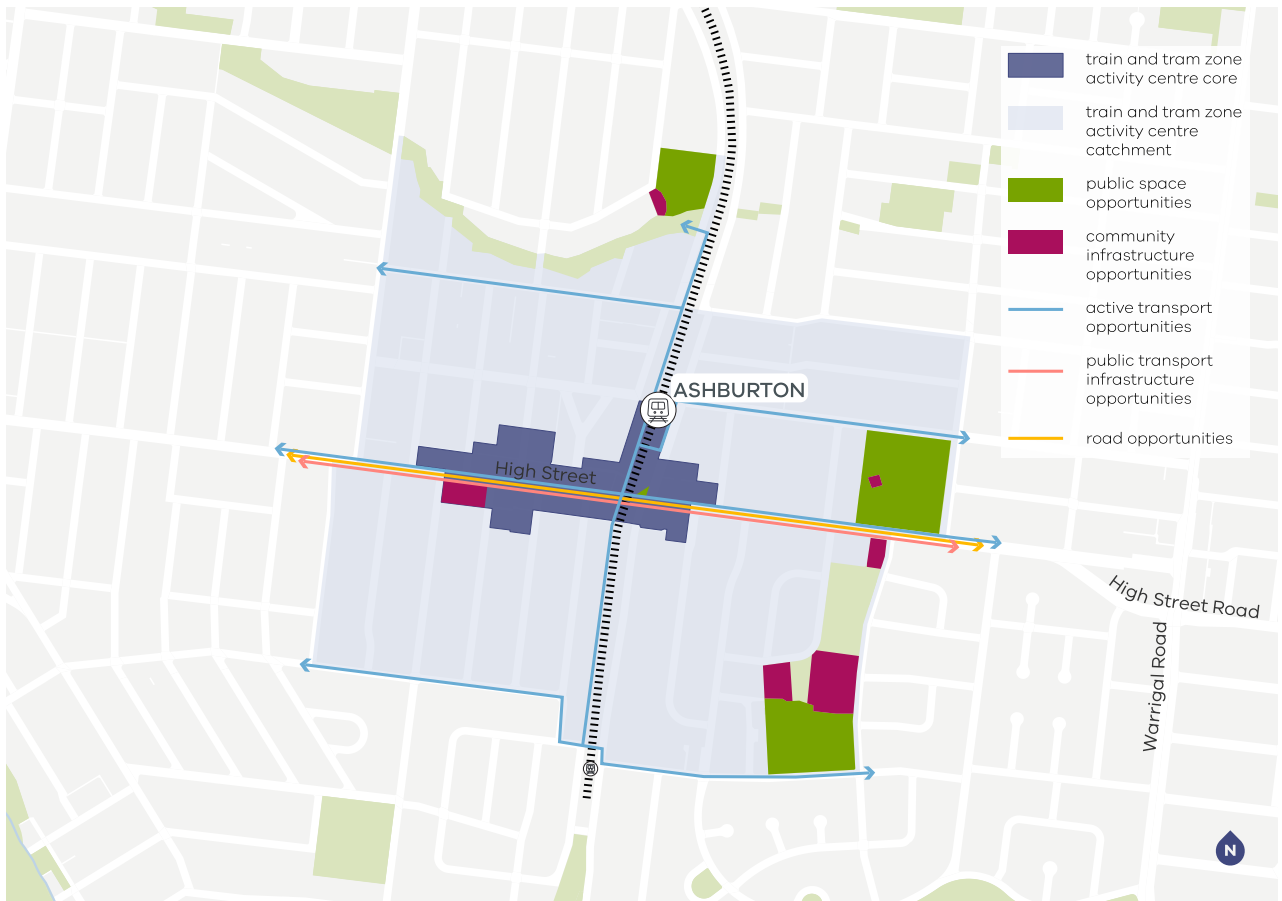 train and tram zone
activity centre core
train and tram zone
activity centre
catchment
public space
opportunities
community
infrastructure
opportunities
active transport
opportunities
public transport
infrastructure
opportunities
road opportunities
ASHBURTON
High Street
High Street Road
Warrigal Road
N